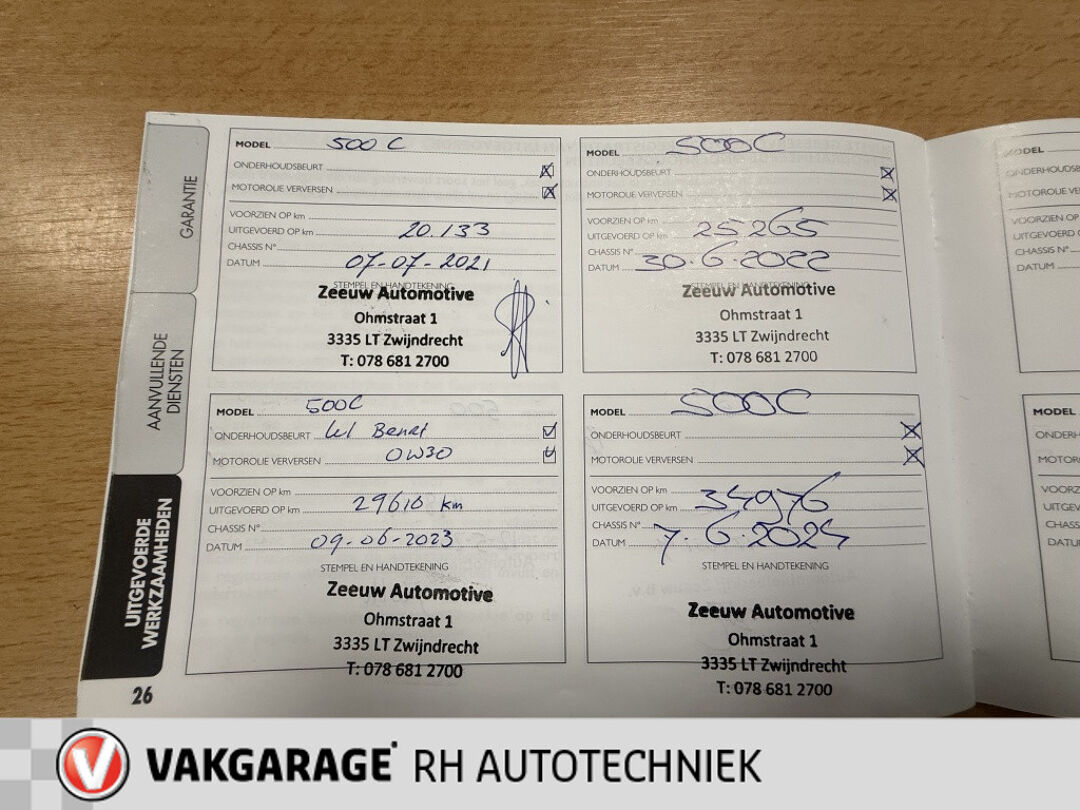 GARANTIE
AANVULLENDE
DIENSTEN
UITGEVOERDE
WERKZAAMHEDEN
26
MODEL 500 C
ONDERHOUDSBEURT X
MOTOROLIE VERVERSEN X
VOORZIEN OP km
UITGEVOERD OP km 20.133
CHASSIS N°
DATUM 07-07-2021
STEMPEL EN HANDTEKENING
Zeeuw Automotive
Ohmstraat 1
3335 LT Zwijndrecht
T: 078 681 2700
MODEL 500C
ONDERHOUDSBEURT X
MOTOROLIE VERVERSEN X
VOORZIEN OP km
UITGEVOERD OP km 25265
CHASSIS N°
DATUM 30.6.2022
STEMPEL EN HANDTEKENING
Zeeuw Automotive
Ohmstraat 1
3335 LT Zwijndrecht
T: 078 681 2700
MODEL 500C
ONDERHOUDSBEURT
MOTOROLIE VERVERSEN 0W30
VOORZIEN OP km
UITGEVOERD OP km 29610 km
CHASSIS N°
DATUM 09-06-2023
STEMPEL EN HANDTEKENING
Zeeuw Automotive
Ohmstraat 1
3335 LT Zwijndrecht
T: 078 681 2700
MODEL 500C
ONDERHOUDSBEURT X
MOTOROLIE VERVERSEN X
VOORZIEN OP km
UITGEVOERD OP km 34976
CHASSIS N°
DATUM 7.6.2024
STEMPEL EN HANDTEKENING
Zeeuw Automotive
Ohmstraat 1
3335 LT Zwijndrecht
T: 078 681 2700
MODEL
VOORZIEN OP km
CHASSIS N°
DATUM
MODEL
VAKGARAGE RH AUTOTECHNIEK